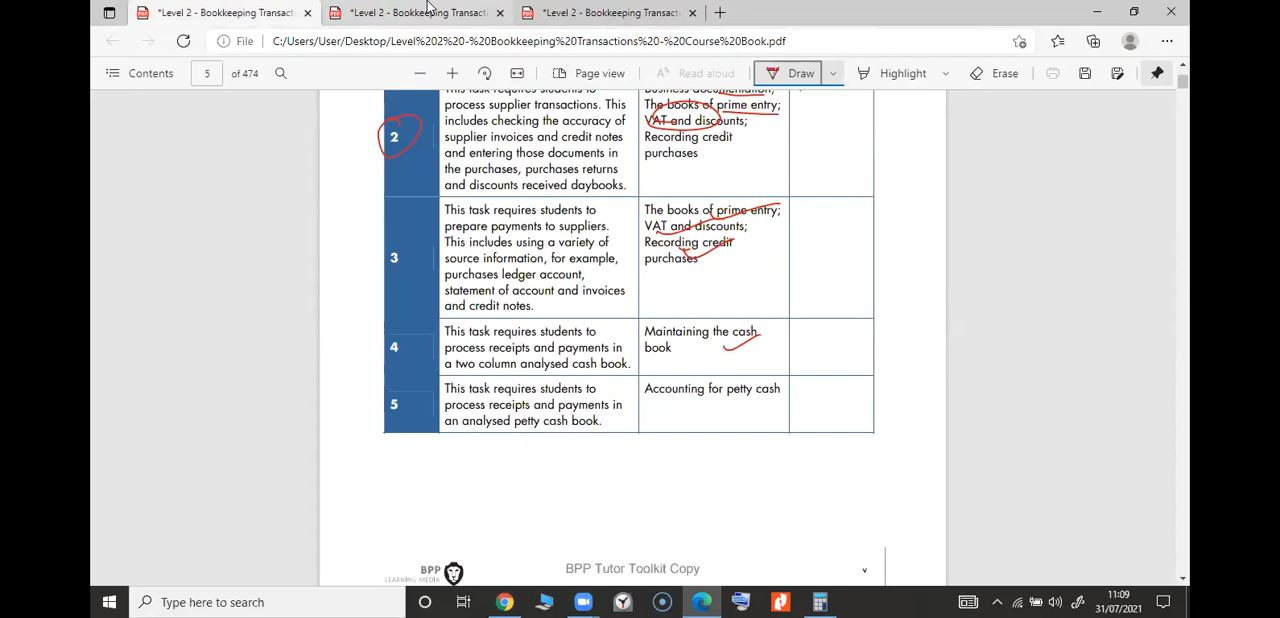 *Level 2 - Bookkeeping Transact
*Level 2 - Bookkeeping Transact
*Level 2 - Bookkeeping Transact
File
C:/Users/User/Desktop/Level%202%20-%20Bookkeeping%20Transactions%20-%20Course%20Book.pdf
Contents
5
of 474
Page view
Read aloud
Draw
Highlight
Erase
2
This task requires students to
process supplier transactions. This
includes checking the accuracy of
supplier invoices and credit notes
and entering those documents in
the purchases, purchases returns
and discounts received daybooks.
Business documentation;
The books of prime entry;
VAT and discounts;
Recording credit
purchases
3
This task requires students to
prepare payments to suppliers.
This includes using a variety of
source information, for example,
purchases ledger account,
statement of account and invoices
and credit notes.
The books of prime entry;
VAT and discounts;
Recording credit
purchases
4
This task requires students to
process receipts and payments in
a two column analysed cash book.
Maintaining the cash
book
5
This task requires students to
process receipts and payments in
an analysed petty cash book.
Accounting for petty cash
BPP
LEARNING MEDIA
BPP Tutor Toolkit Copy
v
Type here to search
11:09
31/07/2021